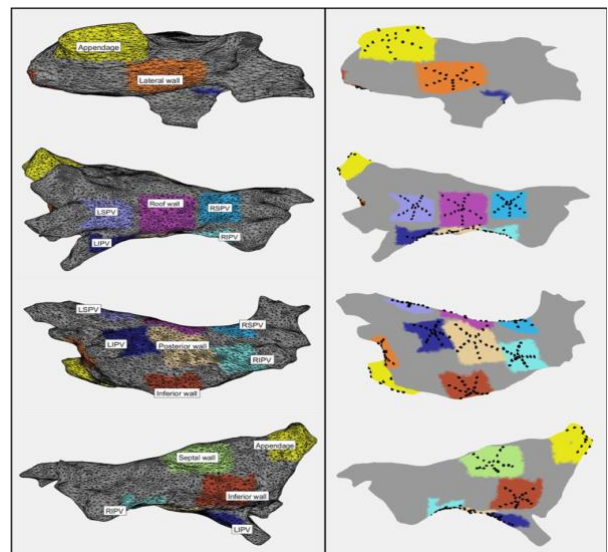 Appendage
Lateral wall
LSPV
Roof wall
RSPV
LIPV
RIPV
LSPV
RSPV
LIPV
Posterior wall
RIPV
Inferior wall
Appendage
Septal wall
Inferior wall
RIPV
LIPV